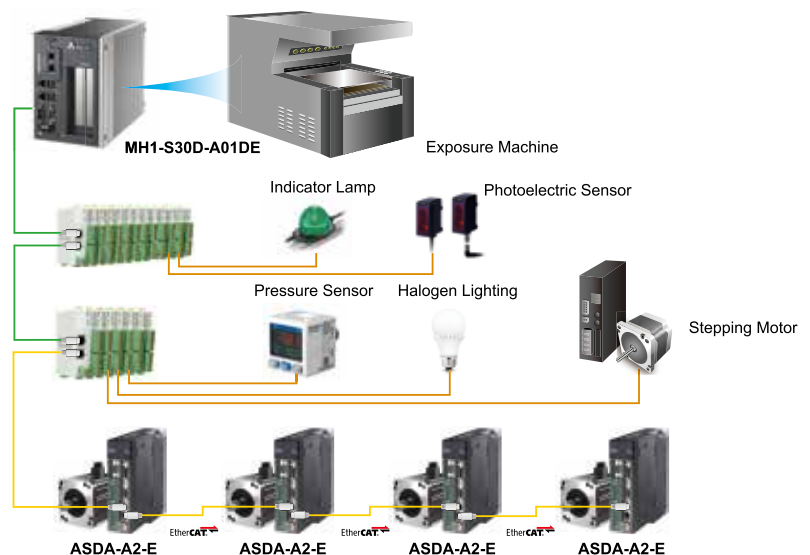 MH1-S30D-A01DE
Exposure Machine
Indicator Lamp
Photoelectric Sensor
Pressure Sensor
Halogen Lighting
Stepping Motor
EtherCAT
EtherCAT
EtherCAT
ASDA-A2-E
ASDA-A2-E
ASDA-A2-E
ASDA-A2-E